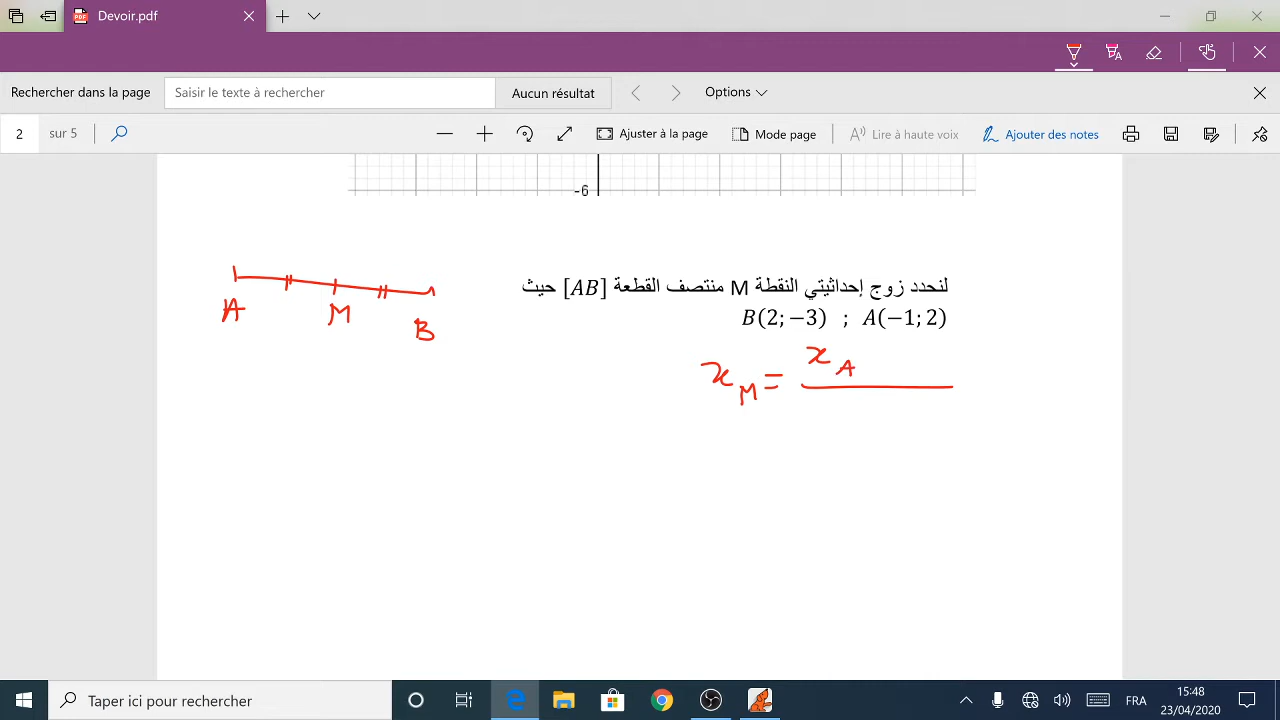 Devoir.pdf
Rechercher dans la page
Saisir le texte à rechercher
Aucun résultat
Options
2
sur 5
Ajuster à la page
Mode page
Lire à haute voix
Ajouter des notes
-6
لنحدد زوج إحداثيتي النقطة M منتصف القطعة [AB] حيث
A(−1; 2) ; B(2; −3)
A M B
x_M = x_A
Taper ici pour rechercher
FRA
15:48
23/04/2020